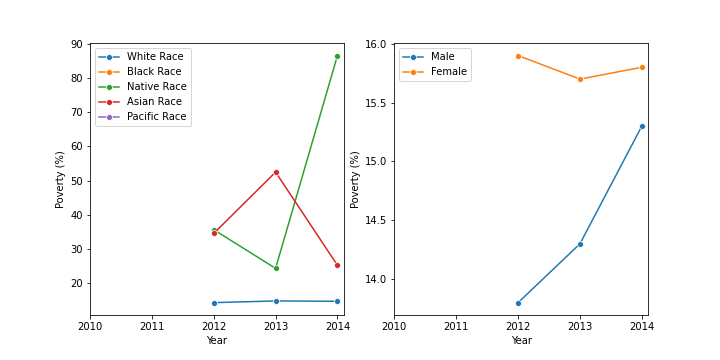 90
80
70
60
50
40
30
20
Poverty (%)
White Race
Black Race
Native Race
Asian Race
Pacific Race
2010 2011 2012 2013 2014
Year
16.0
15.5
15.0
14.5
14.0
Poverty (%)
Male
Female
2010 2011 2012 2013 2014
Year